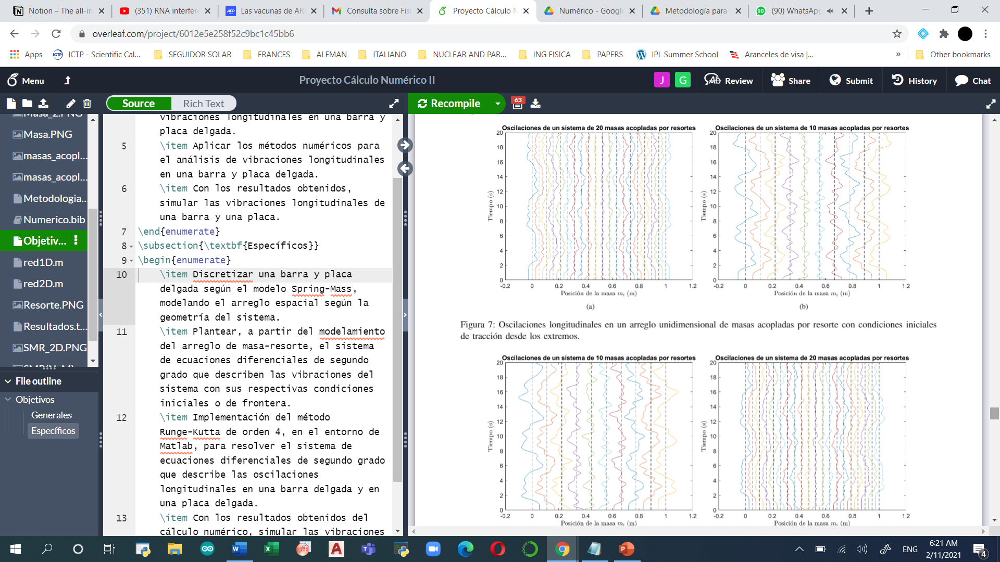 Notion – The all-in
(351) RNA interfere
Las vacunas de AR
Consulta sobre Fís
Proyecto Cálculo N
Numérico - Google
Metodología para
(90) WhatsApp
overleaf.com/project/6012e5e258f52c9bc1c45bb6
Apps
ICTP - Scientific Cal...
SEGUIDOR SOLAR
FRANCES
ALEMAN
ITALIANO
NUCLEAR AND PAR...
ING FISICA
PAPERS
IPL Summer School
Aranceles de visa |...
»
Other bookmarks
Menu
Proyecto Cálculo Numérico II
J
G
Review
Share
Submit
History
Chat
Source
Rich Text
Recompile
63
Masa_2.PNG
Masa.PNG
masas_acopl...
masas_acopl...
Metodologia...
Numerico.bib
Objetiv...
red1D.m
red2D.m
Resorte.PNG
Resultados.t...
SMR_2D.PNG
File outline
Objetivos
Generales
Específicos
vibraciones longitudinales en una barra y
placa delgada.
5 \item Aplicar los métodos numéricos para
el análisis de vibraciones longitudinales
en una barra y placa delgada.
6 \item Con los resultados obtenidos,
simular las vibraciones longitudinales de
una barra y una placa.
7 \end{enumerate}
8 \subsection{\textbf{Específicos}}
9 \begin{enumerate}
10 \item Discretizar una barra y placa
delgada según el modelo Spring-Mass,
modelando el arreglo espacial según la
geometría del sistema.
11 \item Plantear, a partir del modelamiento
del arreglo de masa-resorte, el sistema
de ecuaciones diferenciales de segundo
grado que describen las vibraciones del
sistema con sus respectivas condiciones
iniciales o de frontera.
12 \item Implementación del método
Runge-Kutta de orden 4, en el entorno de
Matlab, para resolver el sistema de
ecuaciones diferenciales de segundo grado
que describe las oscilaciones
longitudinales en una barra delgada y en
una placa delgada.
13 \item Con los resultados obtenidos del
cálculo numérico, simular las vibraciones
Oscilaciones de un sistema de 20 masas acopladas por resortes
20
18
16
14
12
10
8
6
4
2
0
Tiempo (s)
-0.2 0 0.2 0.4 0.6 0.8 1 1.2
Posición de la masa mᵢ (m)
(a)
Oscilaciones de un sistema de 10 masas acopladas por resortes
20
18
16
14
12
10
8
6
4
2
0
Tiempo (s)
-0.2 0 0.2 0.4 0.6 0.8 1 1.2
Posición de la masa mᵢ (m)
(b)
Figura 7: Oscilaciones longitudinales en un arreglo unidimensional de masas acopladas por resorte con condiciones iniciales
de tracción desde los extremos.
Oscilaciones de un sistema de 10 masas acopladas por resortes
20
18
16
14
12
10
8
6
4
2
0
Tiempo (s)
-0.2 0 0.2 0.4 0.6 0.8 1 1.2
Posición de la masa mᵢ (m)
Oscilaciones de un sistema de 20 masas acopladas por resortes
20
18
16
14
12
10
8
6
4
2
0
Tiempo (s)
-0.2 0 0.2 0.4 0.6 0.8 1 1.2
Posición de la masa mᵢ (m)
ENG
6:21 AM
2/11/2021
4